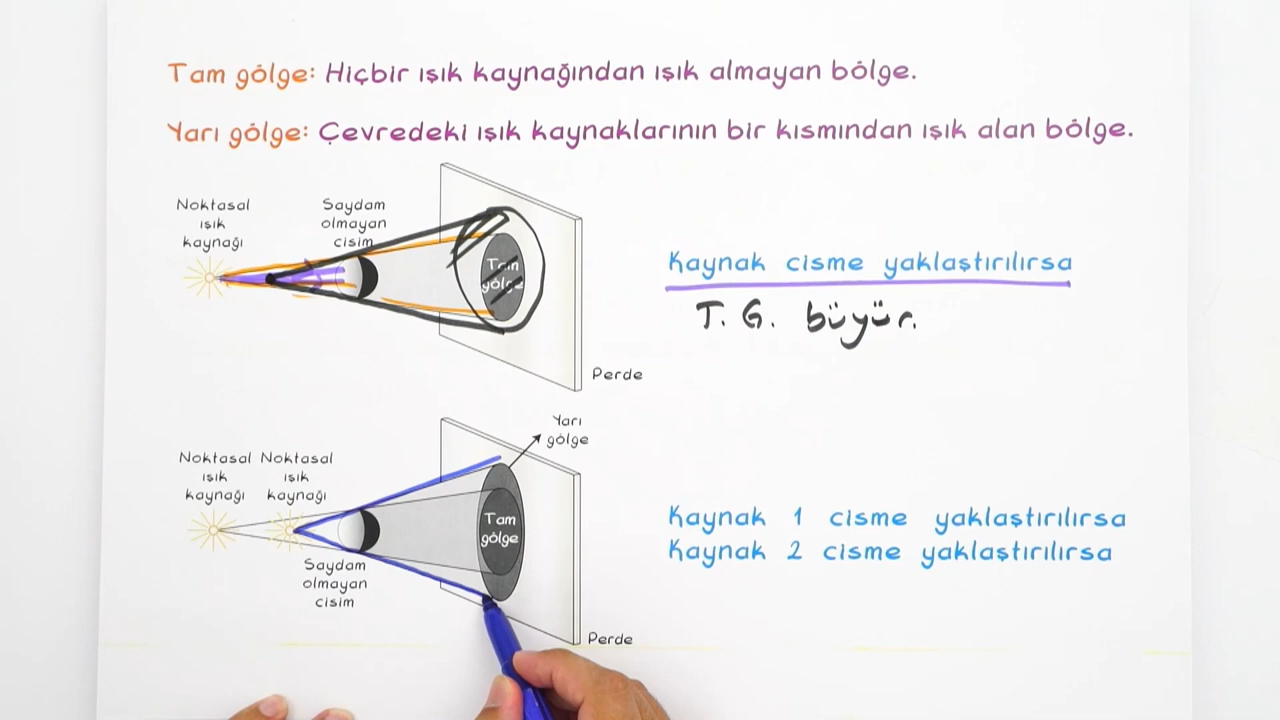 Tam gölge: Hiçbir ışık kaynağından ışık almayan bölge.
Yarı gölge: Çevredeki ışık kaynaklarının bir kısmından ışık alan bölge.
Noktasal
ışık
kaynağı
Saydam
olmayan
cisim
Tam
gölge
Perde
Kaynak cisme yaklaştırılırsa
T. G. büyür.
Yarı
gölge
Noktasal Noktasal
ışık ışık
kaynağı kaynağı
Tam
gölge
Saydam
olmayan
cisim
Perde
Kaynak 1 cisme yaklaştırılırsa
Kaynak 2 cisme yaklaştırılırsa